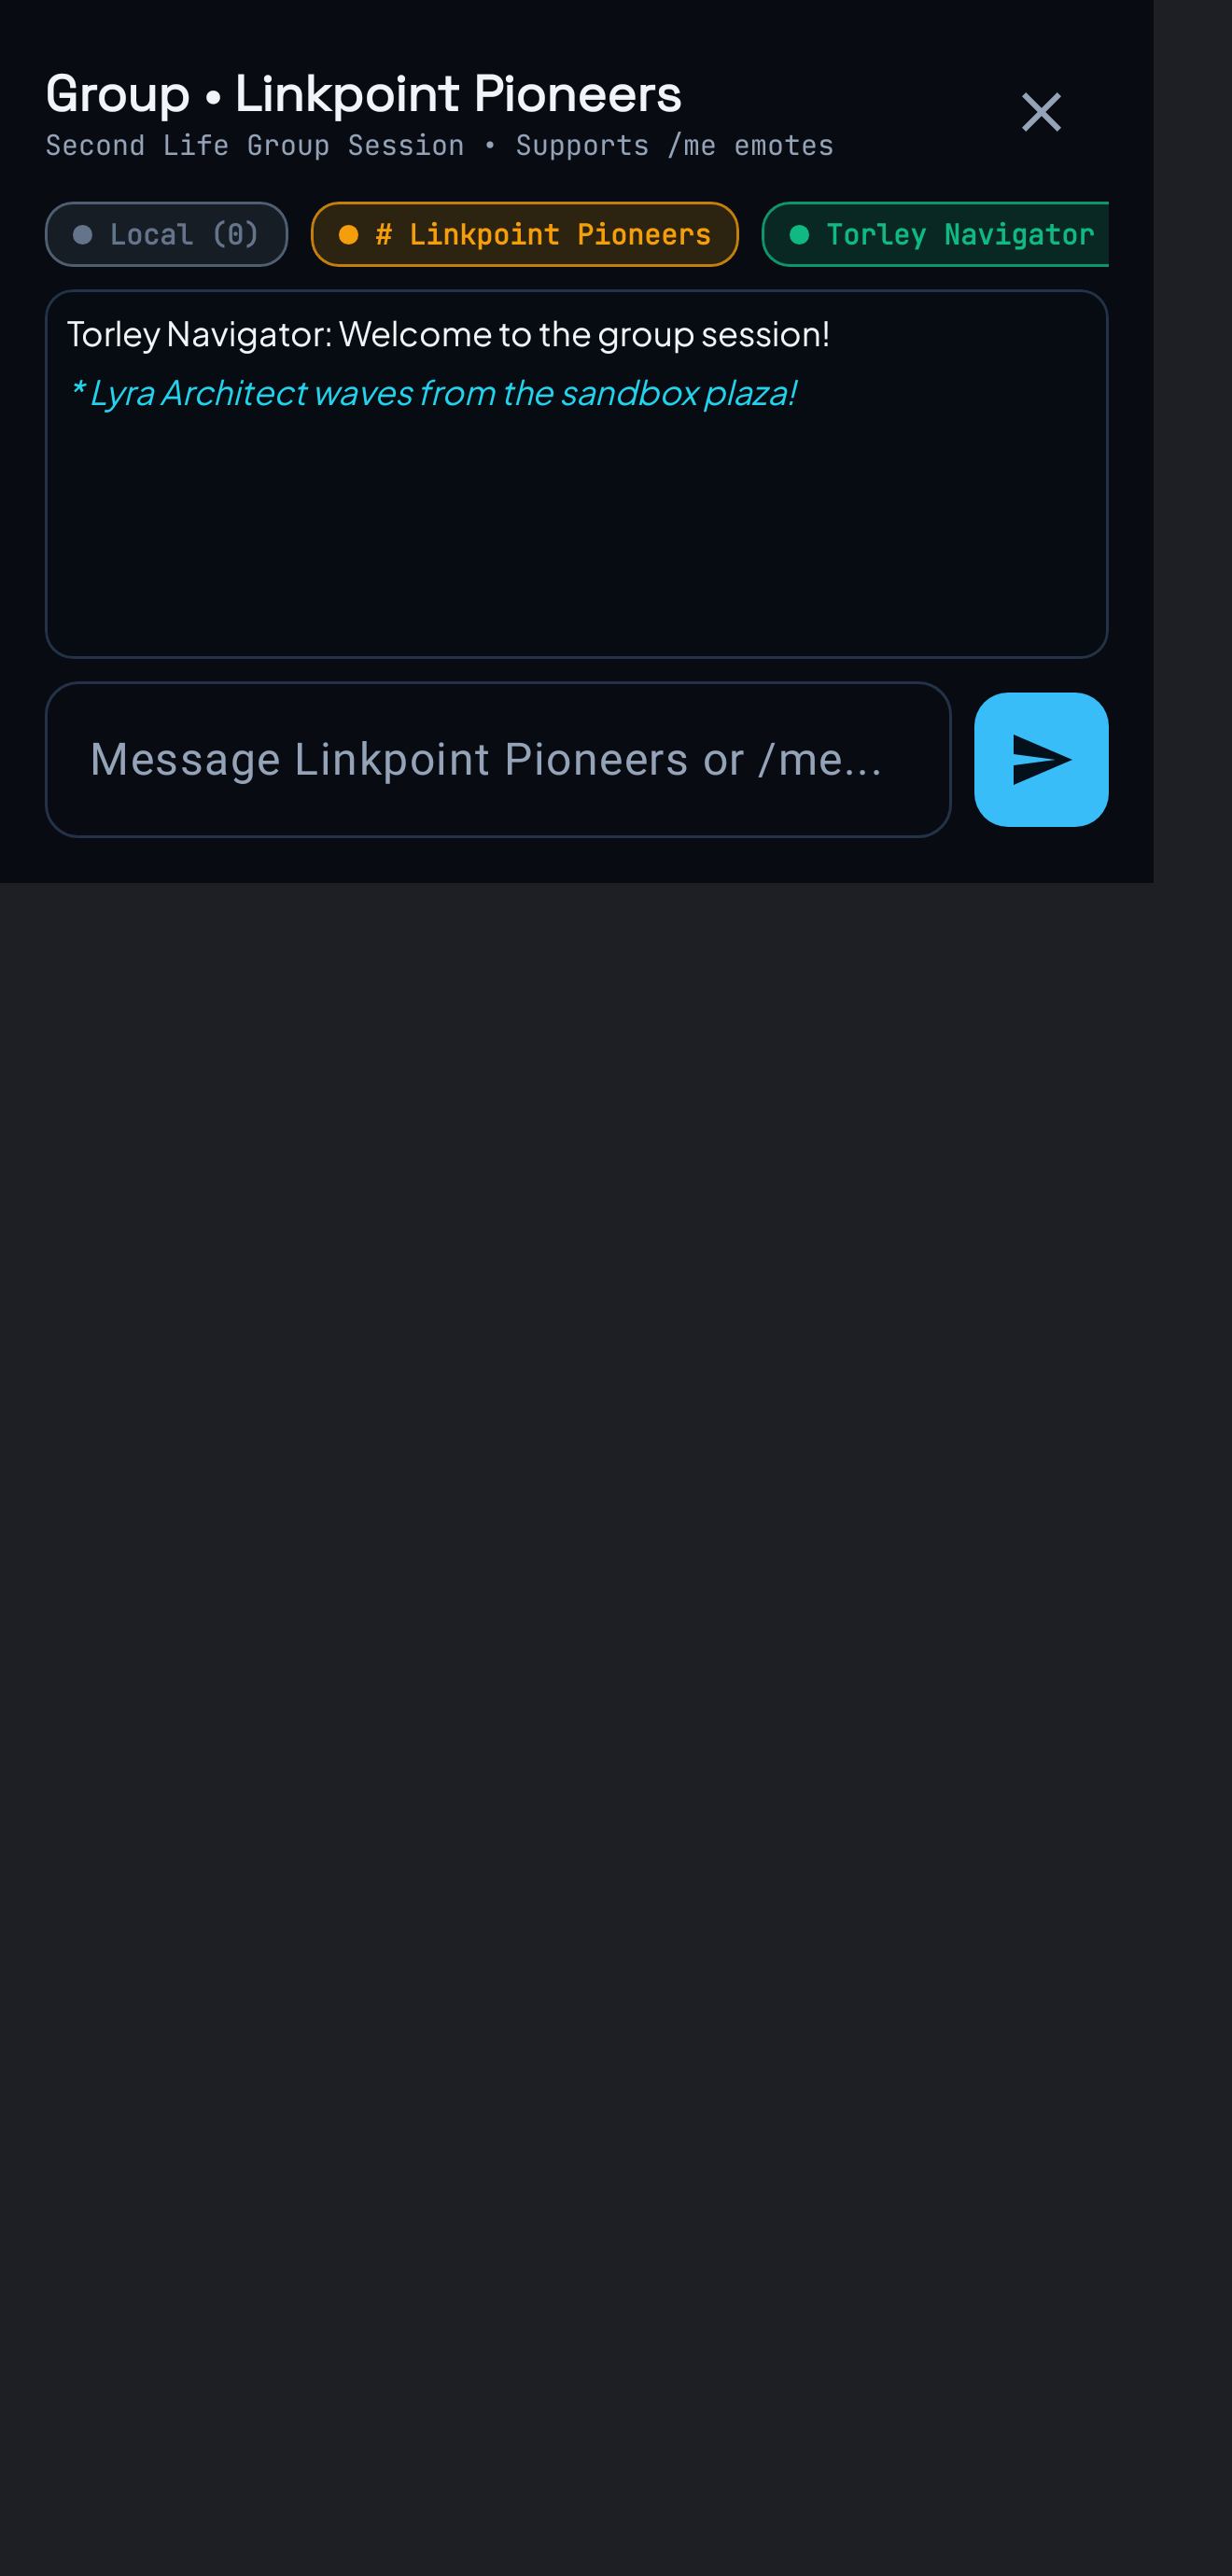 Group • Linkpoint Pioneers
Second Life Group Session • Supports /me emotes
Local (0)
# Linkpoint Pioneers
Torley Navigator
Torley Navigator: Welcome to the group session!
* Lyra Architect waves from the sandbox plaza!
Message Linkpoint Pioneers or /me...